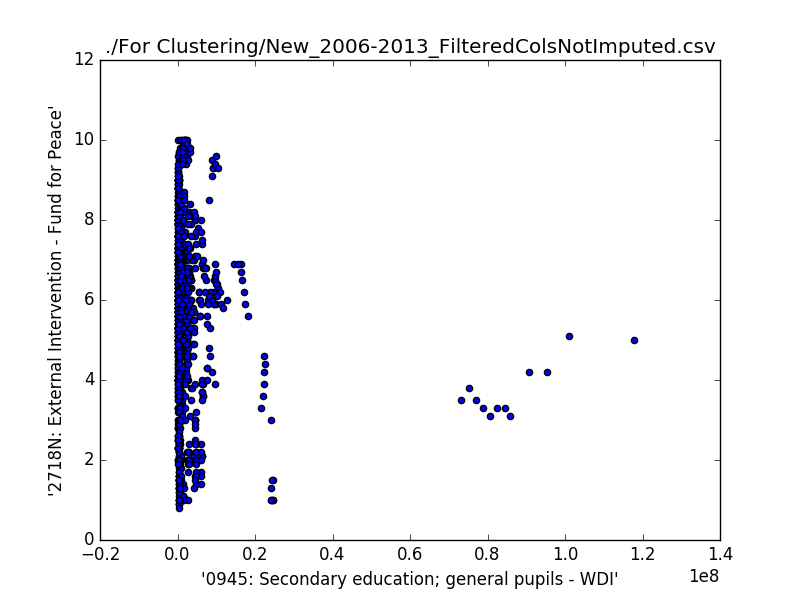 ./For Clustering/New_2006-2013_FilteredColsNotImputed.csv
12
10
8
6
4
2
0
'2718N: External Intervention - Fund for Peace'
−0.2 0.0 0.2 0.4 0.6 0.8 1.0 1.2 1.4
1e8
'0945: Secondary education; general pupils - WDI'